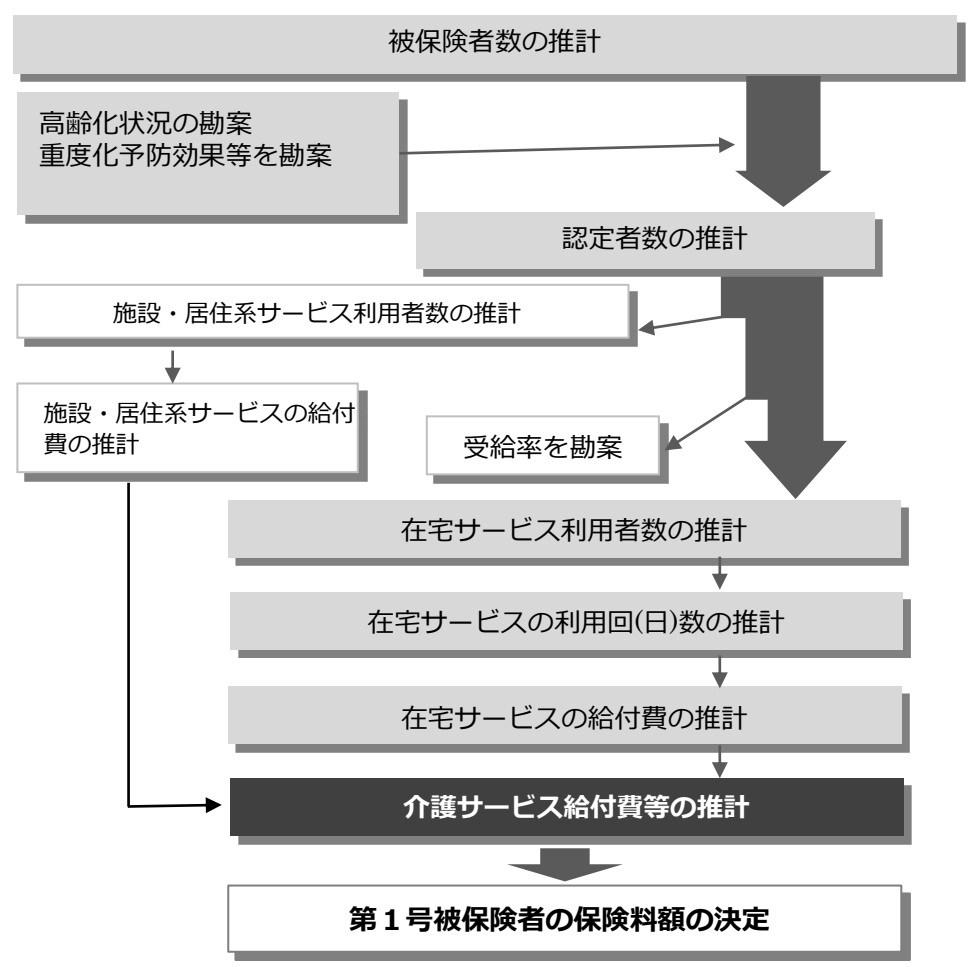 被保険者数の推計
高齢化状況の勘案
重度化予防効果等を勘案
認定者数の推計
施設・居住系サービス利用者数の推計
施設・居住系サービスの給付
費の推計
受給率を勘案
在宅サービス利用者数の推計
在宅サービスの利用回(日)数の推計
在宅サービスの給付費の推計
介護サービス給付費等の推計
第１号被保険者の保険料額の決定